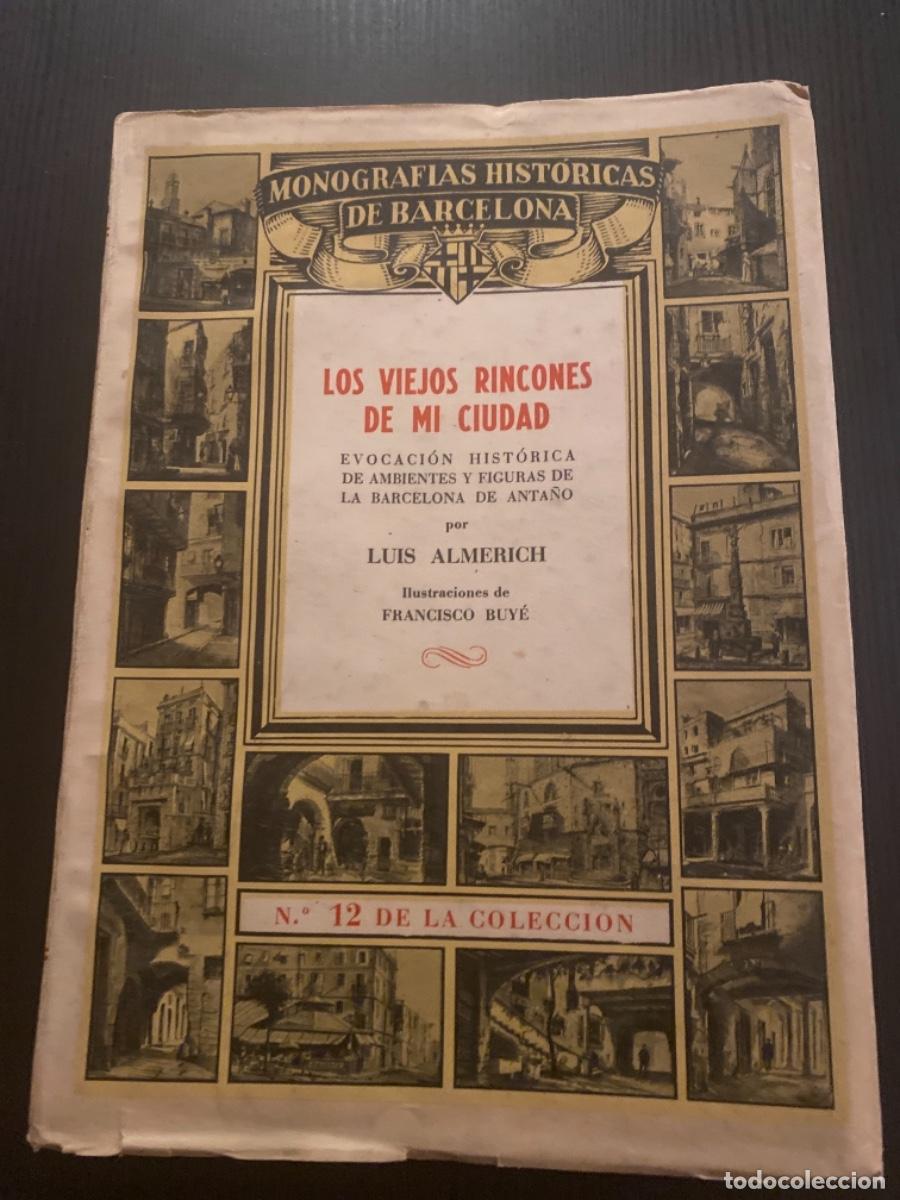 MONOGRAFIAS HISTÓRICAS
DE BARCELONA
LOS VIEJOS RINCONES
DE MI CIUDAD
EVOCACIÓN HISTÓRICA
DE AMBIENTES Y FIGURAS DE
LA BARCELONA DE ANTAÑO
por
LUIS ALMERICH
Ilustraciones de
FRANCISCO BUYÉ
N.º 12 DE LA COLECCION
todocoleccion